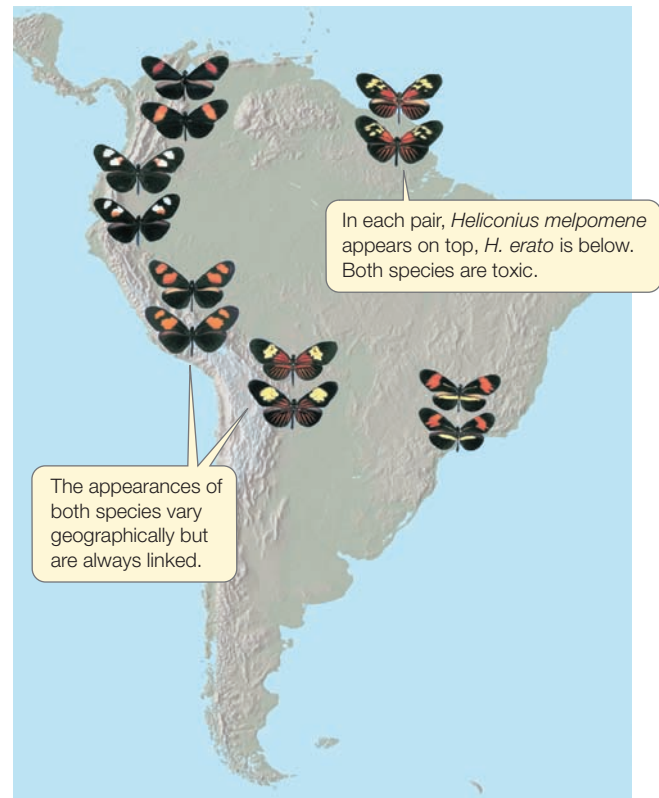 In each pair, Heliconius melpomene
appears on top, H. erato is below.
Both species are toxic.
The appearances of
both species vary
geographically but
are always linked.